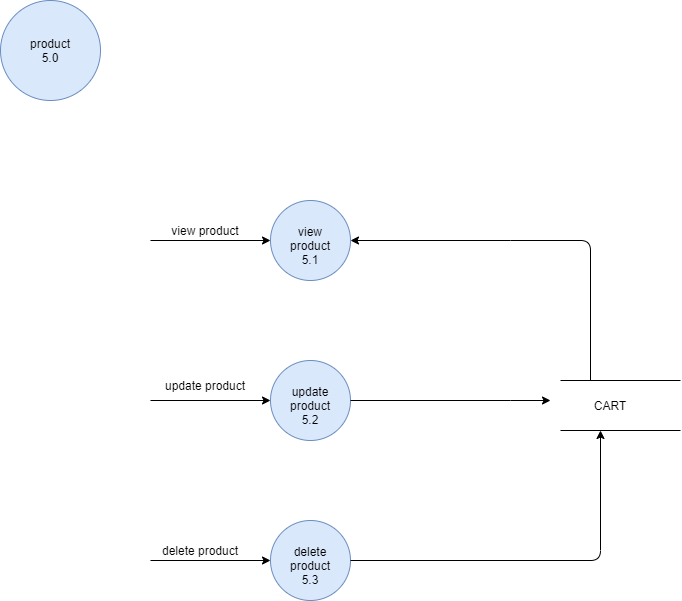 product
5.0
view product
view
product
5.1
update product
update
product
5.2
CART
delete product
delete
product
5.3